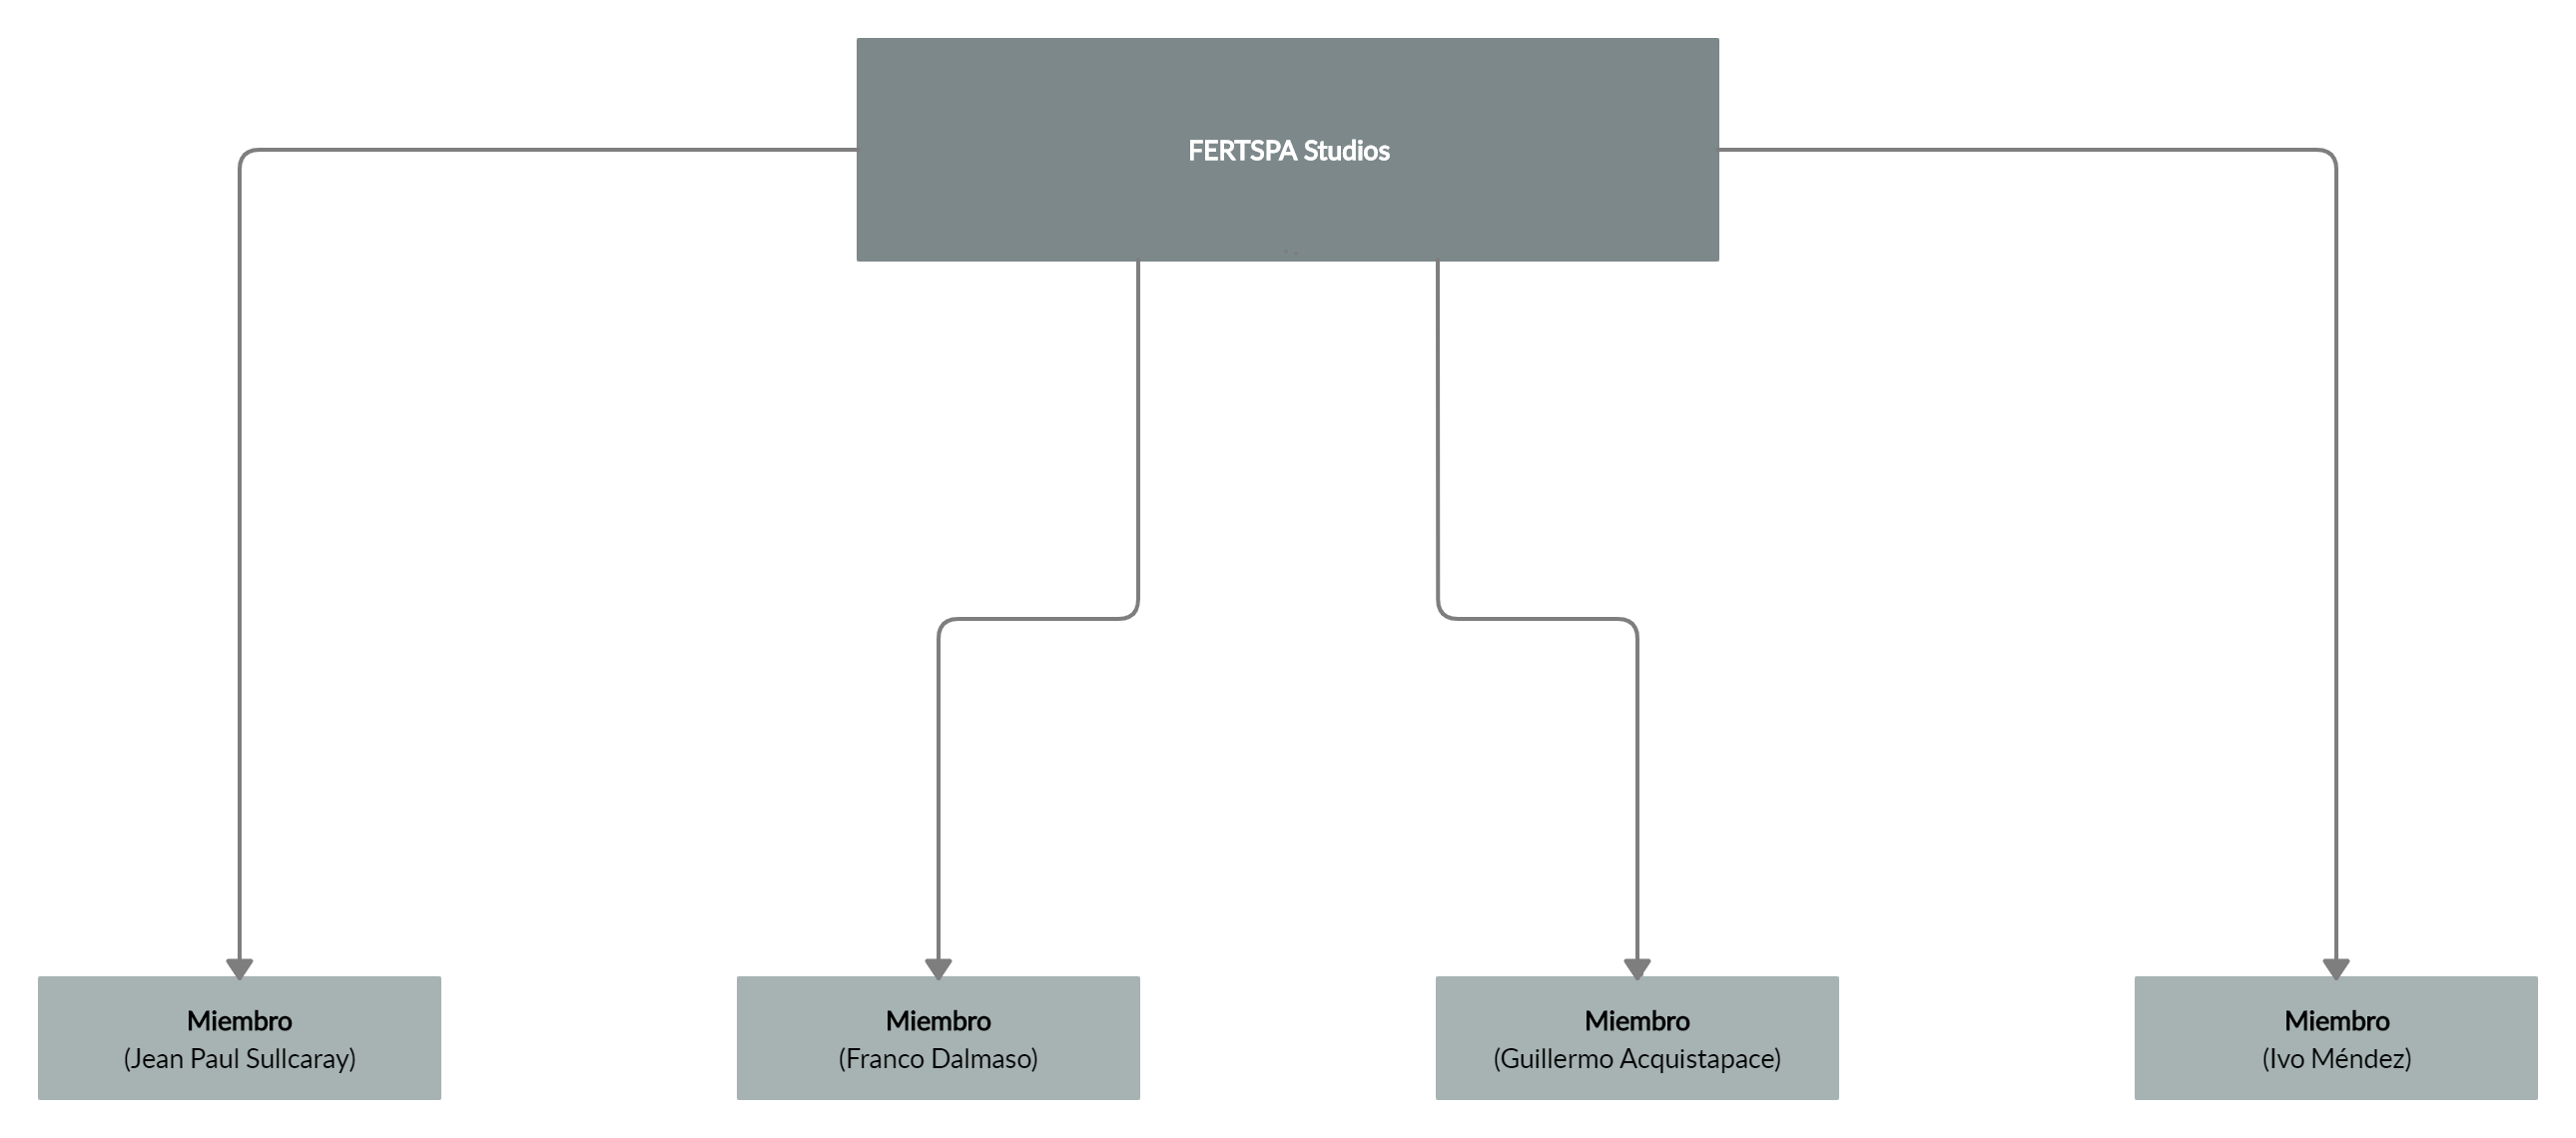 FERTSPA Studios
Miembro
(Jean Paul Sullcaray)
Miembro
(Franco Dalmaso)
Miembro
(Guillermo Acquistapace)
Miembro
(Ivo Méndez)